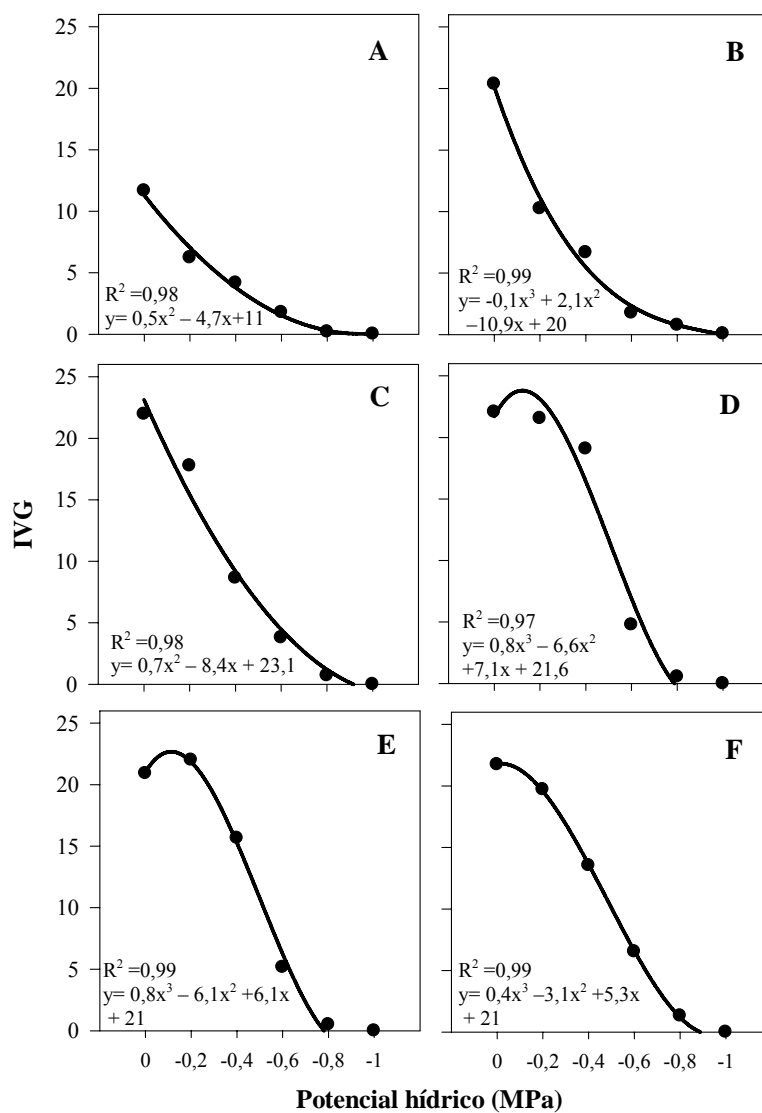 25
20
15
10
5
0
A
R² =0,98
y= 0,5x² – 4,7x+11
B
R² =0,99
y= -0,1x³ + 2,1x²
–10,9x + 20
25
20
15
10
5
0
C
R² =0,98
y= 0,7x² – 8,4x + 23,1
D
R² =0,97
y= 0,8x³ – 6,6x²
+7,1x + 21,6
IVG
25
20
15
10
5
0
E
R² =0,99
y= 0,8x³ – 6,1x² +6,1x
+ 21
F
R² =0,99
y= 0,4x³ –3,1x² +5,3x
+ 21
0 -0,2 -0,4 -0,6 -0,8 -1
0 -0,2 -0,4 -0,6 -0,8 -1
Potencial hídrico (MPa)